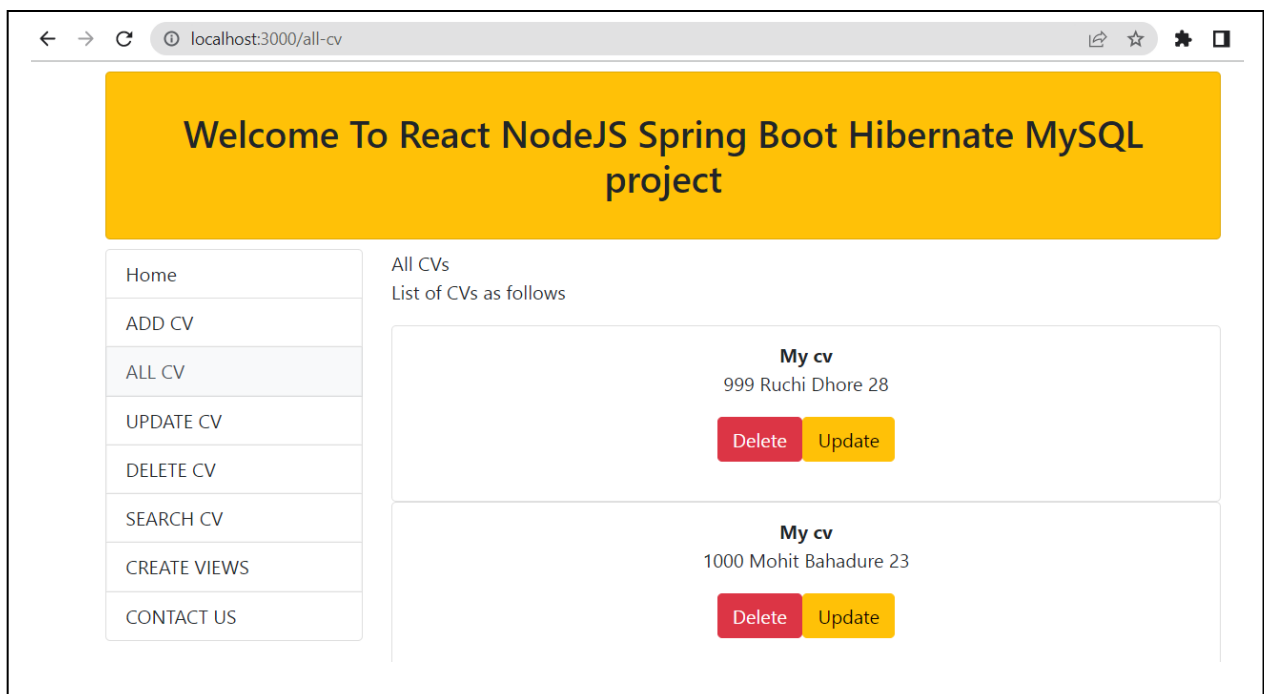 localhost:3000/all-cv
Welcome To React NodeJS Spring Boot Hibernate MySQL
project
Home
ADD CV
ALL CV
UPDATE CV
DELETE CV
SEARCH CV
CREATE VIEWS
CONTACT US
All CVs
List of CVs as follows
My cv
999 Ruchi Dhore 28
Delete Update
My cv
1000 Mohit Bahadure 23
Delete Update